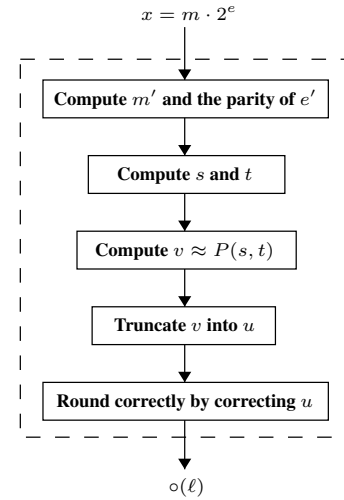 x = m · 2^e
Compute m′ and the parity of e′
Compute s and t
Compute v ≈ P(s, t)
Truncate v into u
Round correctly by correcting u
∘(ℓ)